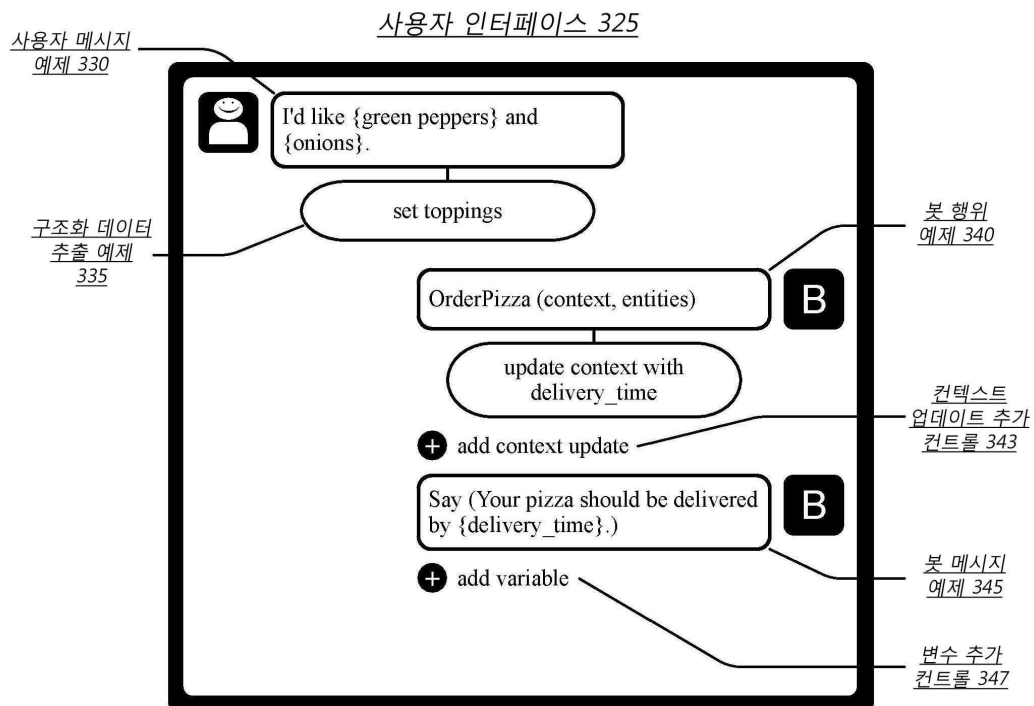 사용자 인터페이스 325
사용자 메시지
예제 330
I'd like {green peppers} and
{onions}.
set toppings
구조화 데이터
추출 예제
335
봇 행위
예제 340
OrderPizza (context, entities)
B
update context with
delivery_time
컨텍스트
업데이트 추가
컨트롤 343
add context update
Say (Your pizza should be delivered
by {delivery_time}.)
B
봇 메시지
예제 345
add variable
변수 추가
컨트롤 347